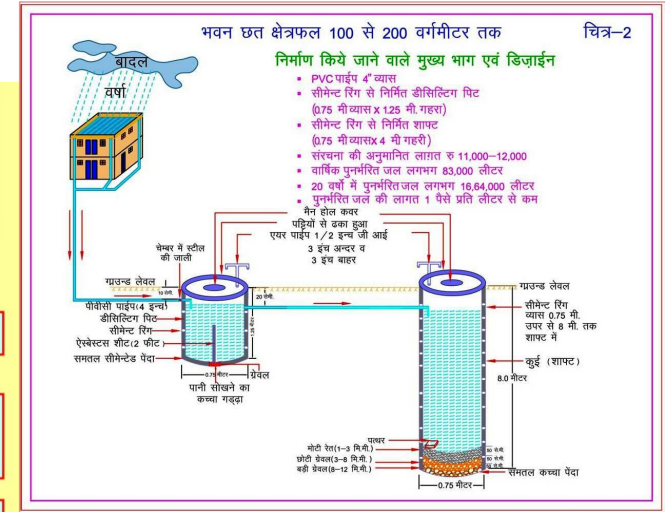 भवन छत क्षेत्रफल 100 से 200 वर्गमीटर तक
चित्र–2
बादल
वर्षा
निर्माण किये जाने वाले मुख्य भाग एवं डिज़ाईन
▪ PVC पाईप 4" व्यास
▪ सीमेन्ट रिंग से निर्मित डीसिल्टिंग पिट
(0.75 मी व्यास x 1.25 मी. गहरा)
▪ सीमेन्ट रिंग से निर्मित शाफ्ट
(0.75 मी व्यासx 4 मी गहरी)
▪ संरचना की अनुमानित लाग़त रु 11,000–12,000
▪ वार्षिक पुनर्भरित जल लगभग 83,000 लीटर
▪ 20 वर्षो में पुनर्भरित जल लगभग 16,64,000 लीटर
▪ पुनर्भरित जल की लागत 1 पैसे प्रति लीटर से कम
मैन होल कवर
पट्टियों से ढका हुआ
एयर पाईप 1/2 इन्च जी आई
3 इंच अन्दर व
3 इंच बाहर
चेम्बर में स्टील
की जाली
ग्राउन्ड लेवल
20 सेमी.
ग्राउन्ड लेवल
पीवीसी पाईप(4 इन्च)
डीसिल्टिंग पिट
सीमेन्ट रिंग
ऐस्बेस्टस शीट(2 फीट)
समतल सीमेन्टेड पेंदा
1.25 मीटर
0.75 मीटर
ग्रेवल
पानी सोखने का
कच्चा गड्ढ़ा
सीमेन्ट रिंग
व्यास 0.75 मी.
उपर से 8 मी. तक
शाफ्ट में
कुई (शाफ्ट)
8.0 मीटर
पत्थर
मोटी रेत(1–3 मि.मी.)
छोटी ग्रेवल(3–8 मि.मी.)
बड़ी ग्रेवल(8–12 मि.मी.)
50 से.मी.
50 से.मी.
समतल कच्चा पेंदा
0.75 मीटर